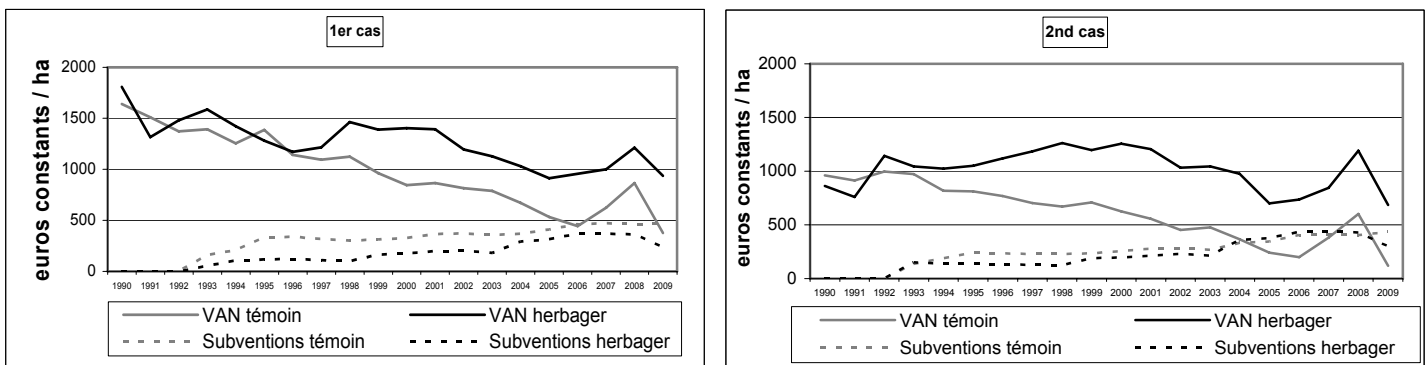 1er cas
euros constants / ha
2000
1500
1000
500
0
1990 1991 1992 1993 1994 1995 1996 1997 1998 1999 2000 2001 2002 2003 2004 2005 2006 2007 2008 2009
VAN témoin VAN herbager
Subventions témoin Subventions herbager
2nd cas
euros constants / ha
2000
1500
1000
500
0
1990 1991 1992 1993 1994 1995 1996 1997 1998 1999 2000 2001 2002 2003 2004 2005 2006 2007 2008 2009
VAN témoin VAN herbager
Subventions témoin Subventions herbager